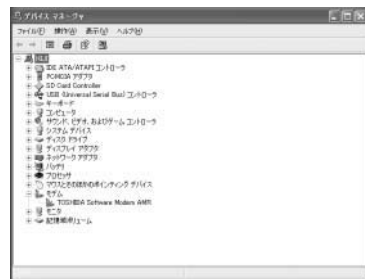 デバイス マネージャ
ファイル(F) 操作(A) 表示(V) ヘルプ(H)
IDE ATA/ATAPI コントローラ
PCMCIA アダプタ
SD Card Controller
USB (Universal Serial Bus) コントローラ
キーボード
コンピュータ
サウンド、ビデオ、およびゲーム コントローラ
システム デバイス
ディスク ドライブ
ディスプレイ アダプタ
ネットワーク アダプタ
バッテリ
プロセッサ
マウスとそのほかのポインティング デバイス
モデム
TOSHIBA Software Modem AMR
モニタ
記憶域ボリューム